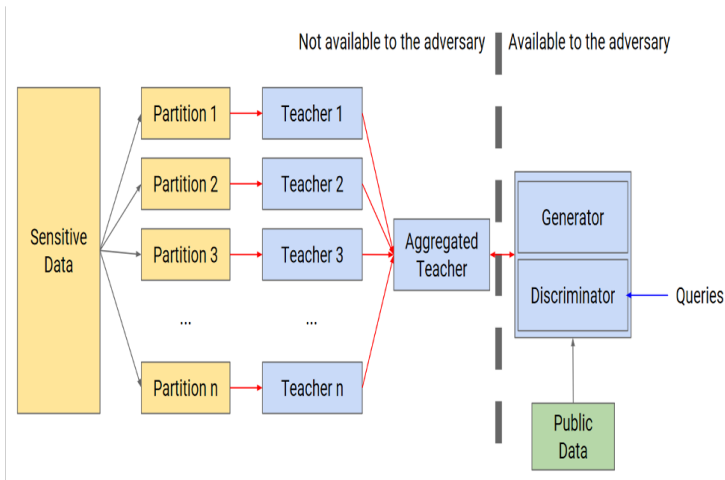 Not available to the adversary
Available to the adversary
Sensitive
Data
Partition 1
Teacher 1
Partition 2
Teacher 2
Partition 3
Teacher 3
...
...
Partition n
Teacher n
Aggregated
Teacher
Generator
Discriminator
Queries
Public
Data